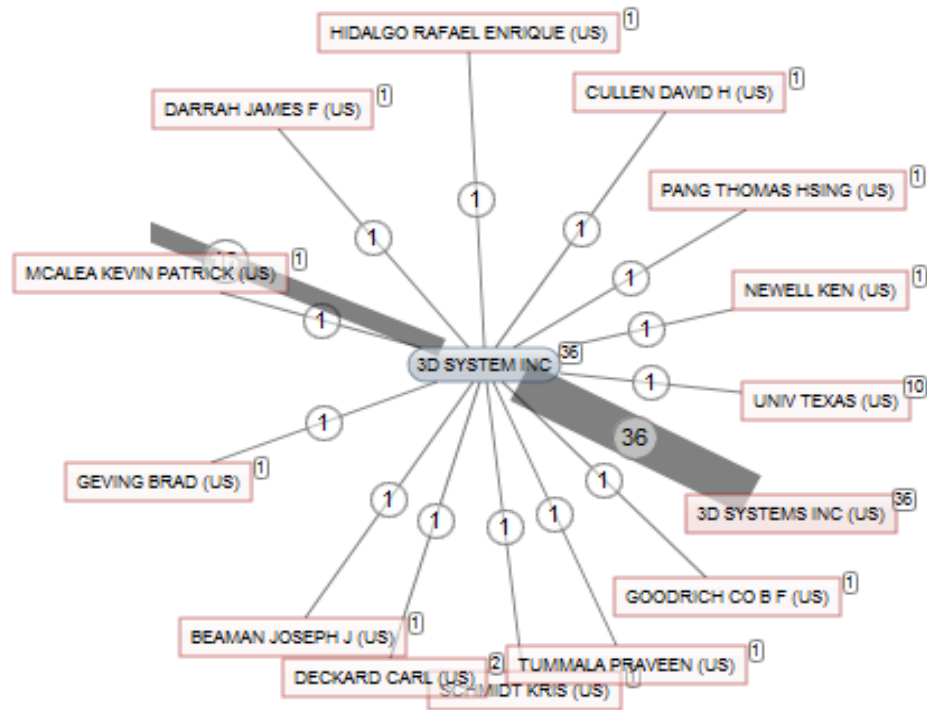 HIDALGO RAFAEL ENRIQUE (US) 1
CULLEN DAVID H (US) 1
DARRAH JAMES F (US) 1
PANG THOMAS HSING (US) 1
1
1
1
1
MCALEA KEVIN PATRICK (US) 1
NEWELL KEN (US) 1
1
1
3D SYSTEM INC 36
1
UNIV TEXAS (US) 10
1
36
GEVING BRAD (US) 1
1
1
3D SYSTEMS INC (US) 36
1
1
1
GOODRICH CO B F (US) 1
BEAMAN JOSEPH J (US) 1
TUMMALA PRAVEEN (US) 1
DECKARD CARL (US) 2
SCHMIDT KRIS (US) 1